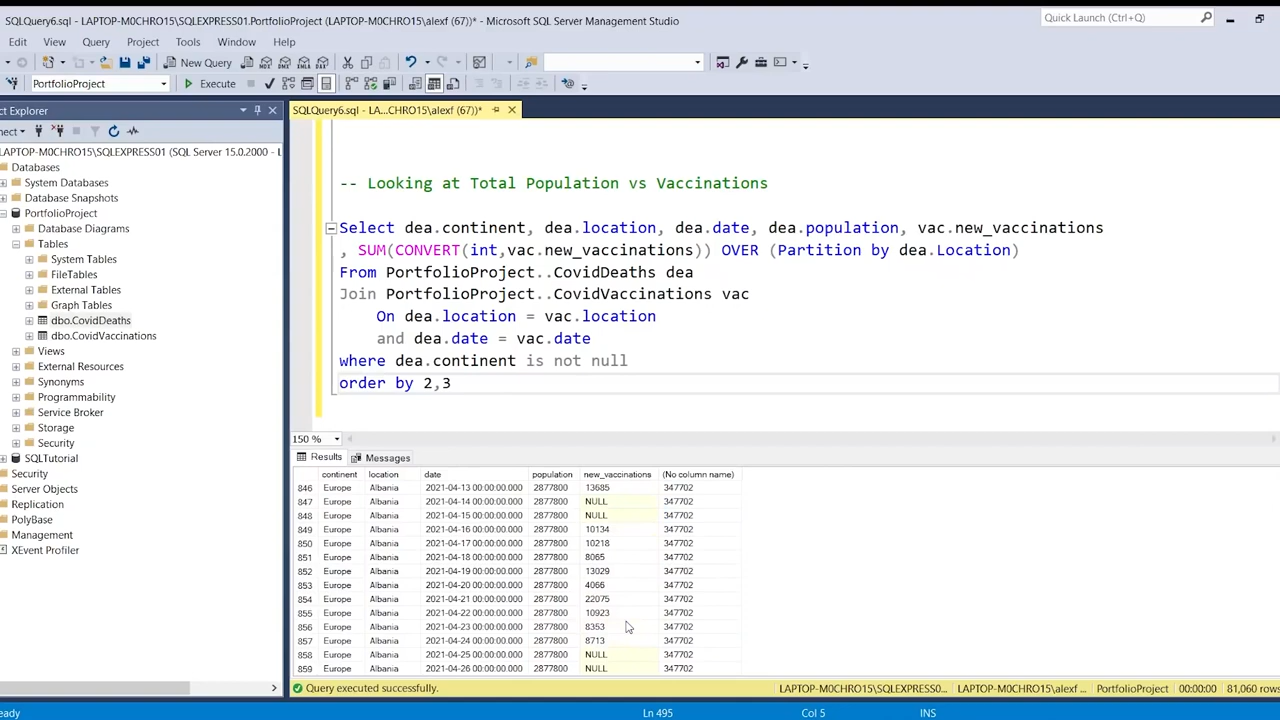 SQLQuery6.sql - LAPTOP-M0CHRO15\SQLEXPRESS01.PortfolioProject (LAPTOP-M0CHRO15\alexf (67))* - Microsoft SQL Server Management Studio
Quick Launch (Ctrl+Q)
Edit View Query Project Tools Window Help
New Query
PortfolioProject
Execute
ct Explorer
SQLQuery6.sql - LA...CHRO15\alexf (67))*
nect
LAPTOP-M0CHRO15\SQLEXPRESS01 (SQL Server 15.0.2000 - L
Databases
System Databases
Database Snapshots
PortfolioProject
Database Diagrams
Tables
System Tables
FileTables
External Tables
Graph Tables
dbo.CovidDeaths
dbo.CovidVaccinations
Views
External Resources
Synonyms
Programmability
Service Broker
Storage
Security
SQLTutorial
Security
Server Objects
Replication
PolyBase
Management
XEvent Profiler
-- Looking at Total Population vs Vaccinations
Select dea.continent, dea.location, dea.date, dea.population, vac.new_vaccinations
, SUM(CONVERT(int,vac.new_vaccinations)) OVER (Partition by dea.Location)
From PortfolioProject..CovidDeaths dea
Join PortfolioProject..CovidVaccinations vac
On dea.location = vac.location
and dea.date = vac.date
where dea.continent is not null
order by 2,3
150 %
Results Messages
continent location date population new_vaccinations (No column name)
846 Europe Albania 2021-04-13 00:00:00.000 2877800 13685 347702
847 Europe Albania 2021-04-14 00:00:00.000 2877800 NULL 347702
848 Europe Albania 2021-04-15 00:00:00.000 2877800 NULL 347702
849 Europe Albania 2021-04-16 00:00:00.000 2877800 10134 347702
850 Europe Albania 2021-04-17 00:00:00.000 2877800 10218 347702
851 Europe Albania 2021-04-18 00:00:00.000 2877800 8065 347702
852 Europe Albania 2021-04-19 00:00:00.000 2877800 13029 347702
853 Europe Albania 2021-04-20 00:00:00.000 2877800 4066 347702
854 Europe Albania 2021-04-21 00:00:00.000 2877800 22075 347702
855 Europe Albania 2021-04-22 00:00:00.000 2877800 10923 347702
856 Europe Albania 2021-04-23 00:00:00.000 2877800 8353 347702
857 Europe Albania 2021-04-24 00:00:00.000 2877800 8713 347702
858 Europe Albania 2021-04-25 00:00:00.000 2877800 NULL 347702
859 Europe Albania 2021-04-26 00:00:00.000 2877800 NULL 347702
Query executed successfully.
LAPTOP-M0CHRO15\SQLEXPRESS0... LAPTOP-M0CHRO15\alexf ... PortfolioProject 00:00:00 81,060 rows
eady Ln 495 Col 5 INS